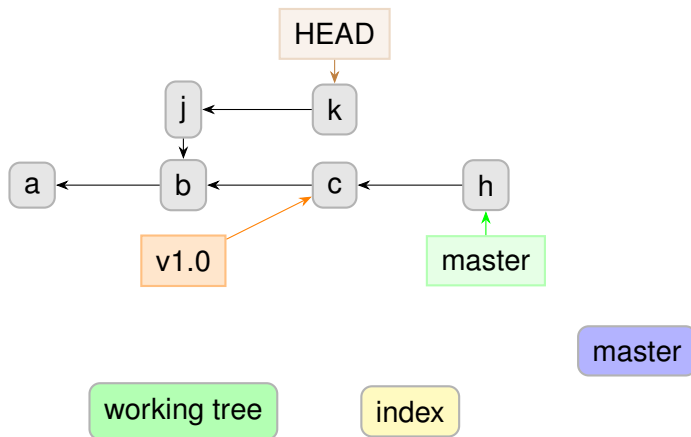 HEAD
j
k
a
b
c
h
v1.0
master
master
working tree
index